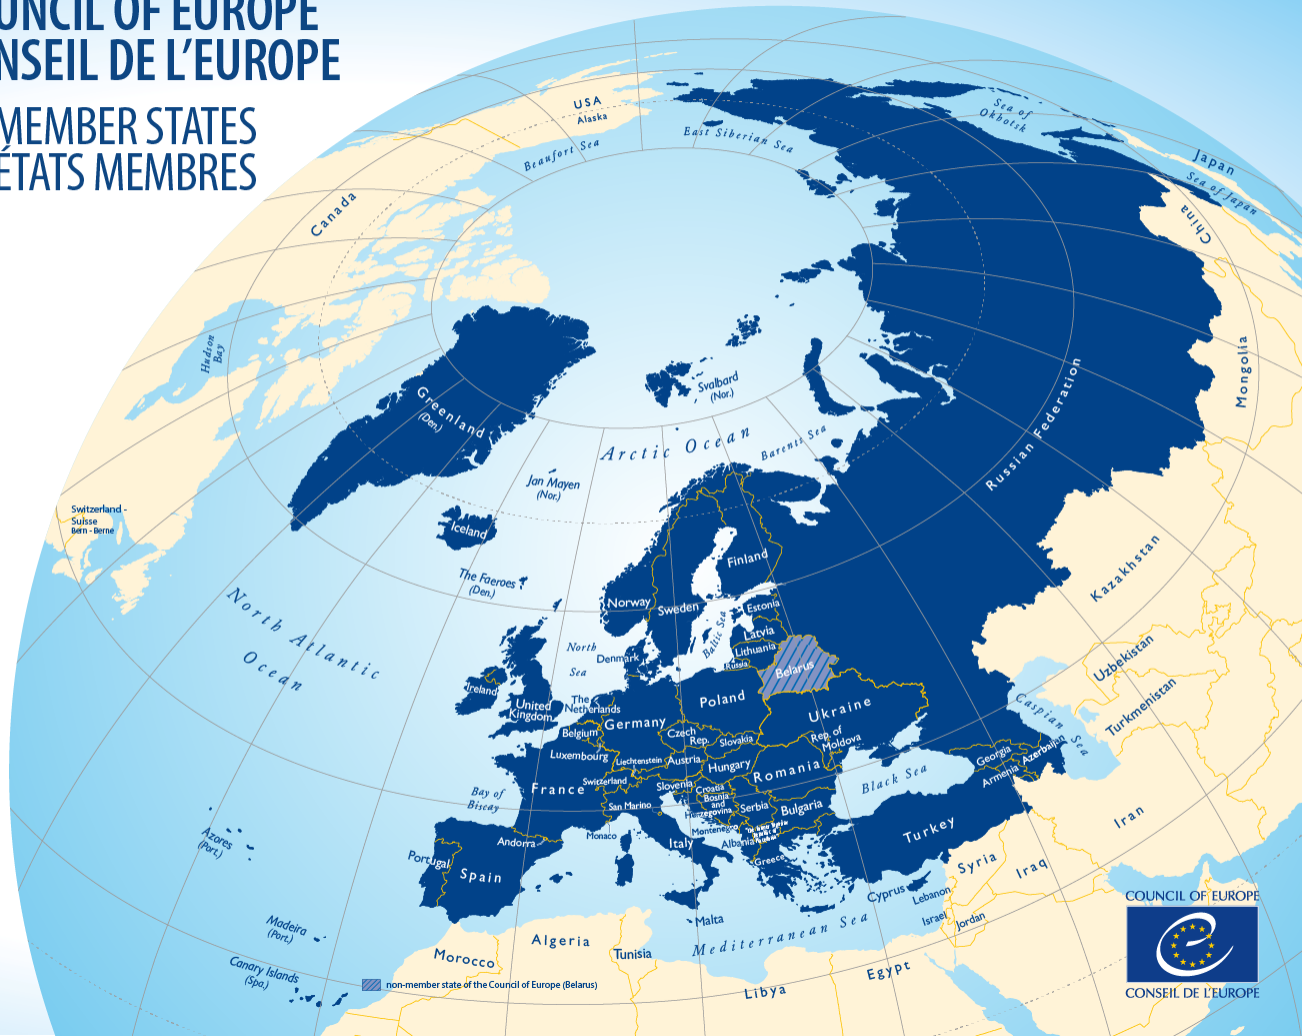 UNCIL OF EUROPE
NSEIL DE L'EUROPE
MEMBER STATES
ÉTATS MEMBRES
USA
Alaska
Beaufort Sea
East Siberian Sea
Sea of
Okbotsk
Japan
Sea of Japan
China
Canada
Hudson
Bay
Mongolia
Greenland
(Den.)
Svalbard
(Nor.)
Arctic Ocean
Barents Sea
Russian Federation
Jan Mayen
(Nor.)
Switzerland -
Suisse
Bern - Berne
Iceland
Finland
Kazakhstan
The Faeroes
(Den.)
Norway
Sweden
Estonia
Baltic Sea
Latvia
Lithuania
Russia
Belarus
North Atlantic
Ocean
North
Sea
Denmark
Uzbekistan
Turkmenistan
Caspian Sea
Ireland
United
Kingdom
The
Netherlands
Belgium
Germany
Poland
Ukraine
Czech
Rep.
Slovakia
Rep. of
Moldova
Luxembourg
Liechtenstein
Austria
Hungary
Romania
Georgia
Azerbaijan
Armenia
Black Sea
Bay of
Biscay
France
Switzerland
Slovenia
Croatia
Bosnia
and
Herzegovina
Serbia
Bulgaria
San Marino
Monaco
Montenegro
Italy
Albania
Greece
Turkey
Iran
Azores
(Port.)
Andorra
Portugal
Spain
Syria
Iraq
Cyprus
Lebanon
Israel
Jordan
Malta
Mediterranean Sea
Madeira
(Port.)
Canary Islands
(Spa.)
Morocco
Algeria
Tunisia
Libya
Egypt
non-member state of the Council of Europe (Belarus)
COUNCIL OF EUROPE
CONSEIL DE L'EUROPE